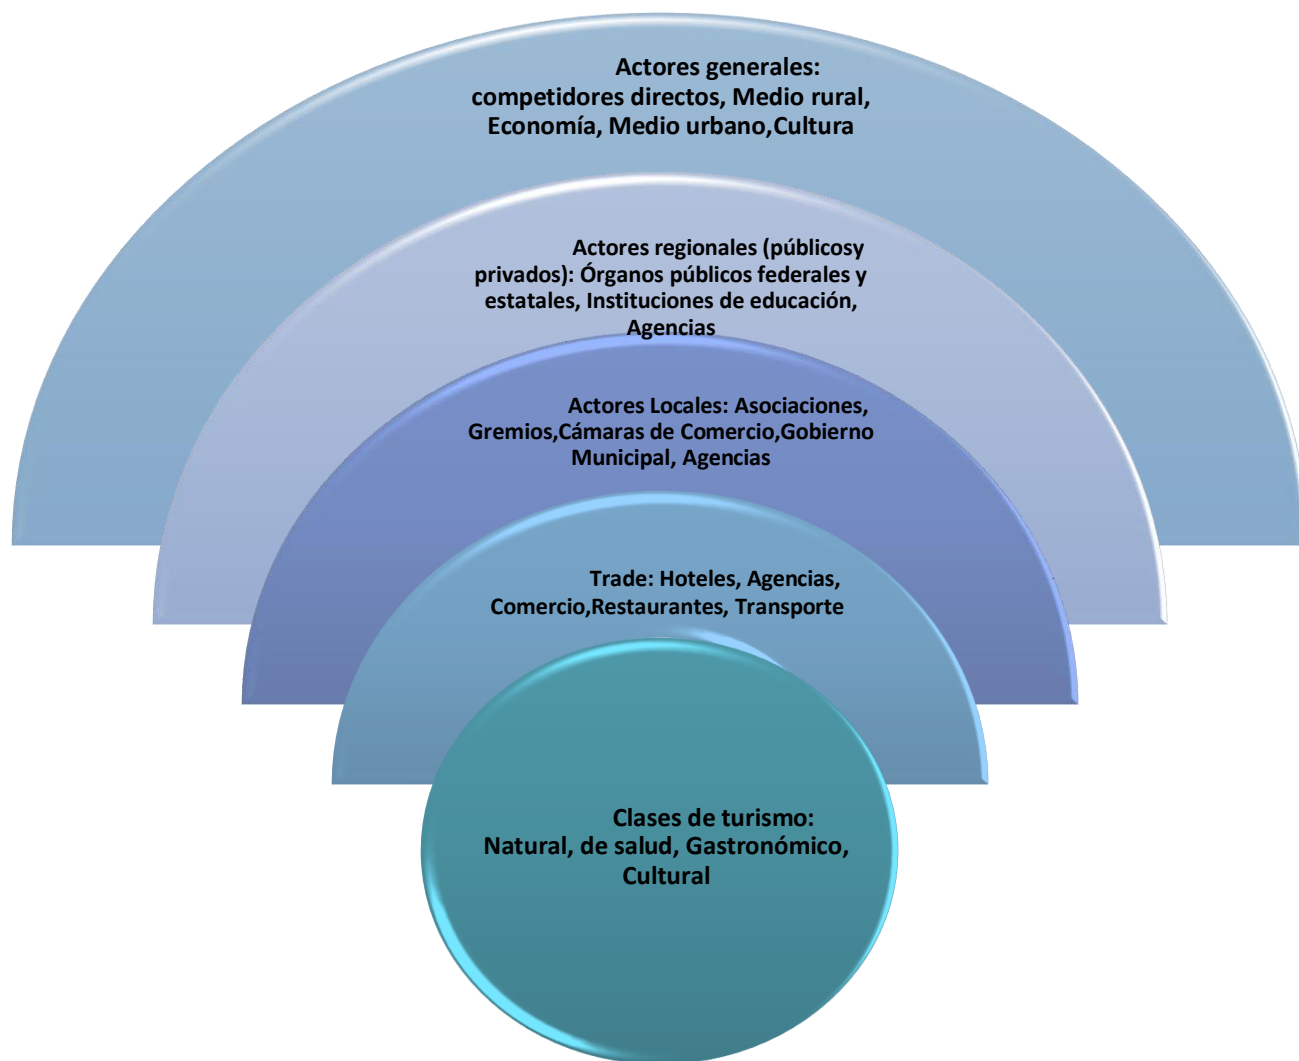 Actores generales:
competidores directos, Medio rural,
Economía, Medio urbano,Cultura
Actores regionales (públicosy
privados): Órganos públicos federales y
estatales, Instituciones de educación,
Agencias
Actores Locales: Asociaciones,
Gremios,Cámaras de Comercio,Gobierno
Municipal, Agencias
Trade: Hoteles, Agencias,
Comercio,Restaurantes, Transporte
Clases de turismo:
Natural, de salud, Gastronómico,
Cultural